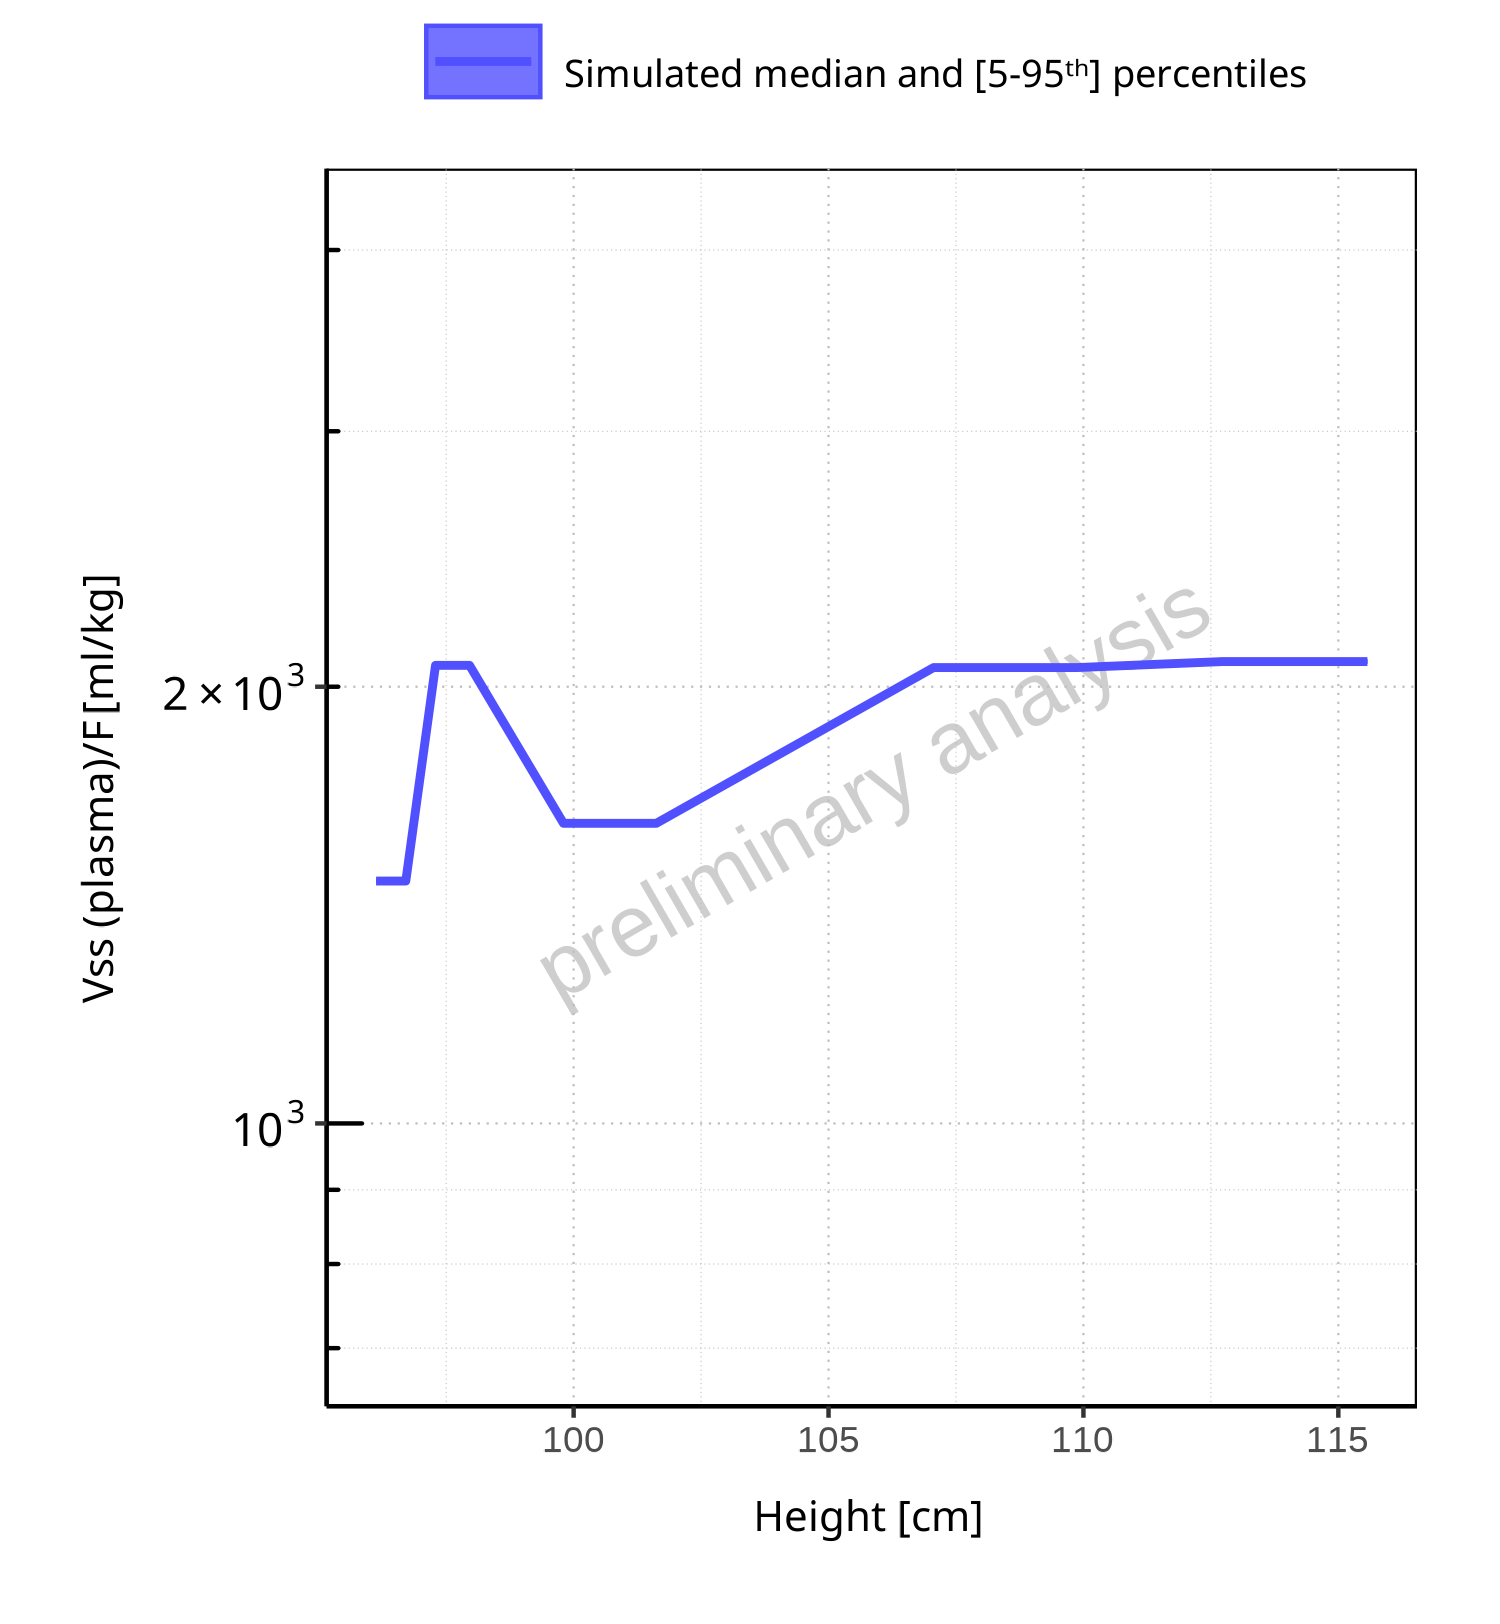 Simulated median and [5-95ᵗʰ] percentiles
Vss (plasma)/F[ml/kg]
2 × 10³
10³
preliminary analysis
100 105 110 115
Height [cm]